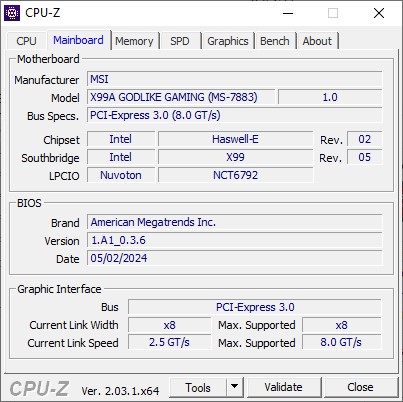 CPU-Z
CPU Mainboard Memory SPD Graphics Bench About
Motherboard
Manufacturer MSI
Model X99A GODLIKE GAMING (MS-7883) 1.0
Bus Specs. PCI-Express 3.0 (8.0 GT/s)
Chipset Intel Haswell-E Rev. 02
Southbridge Intel X99 Rev. 05
LPCIO Nuvoton NCT6792
BIOS
Brand American Megatrends Inc.
Version 1.A1_0.3.6
Date 05/02/2024
Graphic Interface
Bus PCI-Express 3.0
Current Link Width x8 Max. Supported x8
Current Link Speed 2.5 GT/s Max. Supported 8.0 GT/s
CPU-Z Ver. 2.03.1.x64 Tools Validate Close